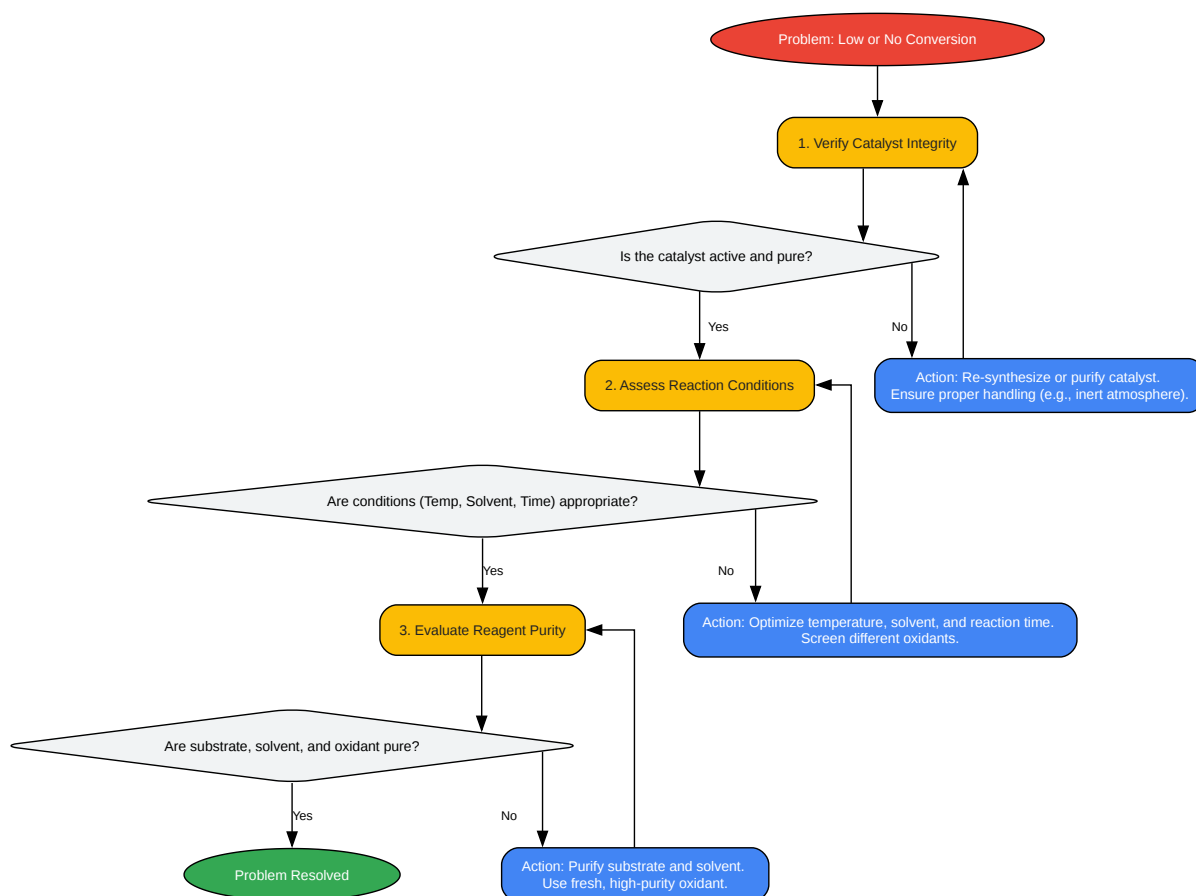 Problem: Low or No Conversion
1. Verify Catalyst Integrity
Is the catalyst active and pure?
Yes
No
2. Assess Reaction Conditions
Action: Re-synthesize or purify catalyst.
Ensure proper handling (e.g., inert atmosphere).
Are conditions (Temp, Solvent, Time) appropriate?
Yes
No
3. Evaluate Reagent Purity
Action: Optimize temperature, solvent, and reaction time.
Screen different oxidants.
Are substrate, solvent, and oxidant pure?
Yes
No
Problem Resolved
Action: Purify substrate and solvent.
Use fresh, high-purity oxidant.